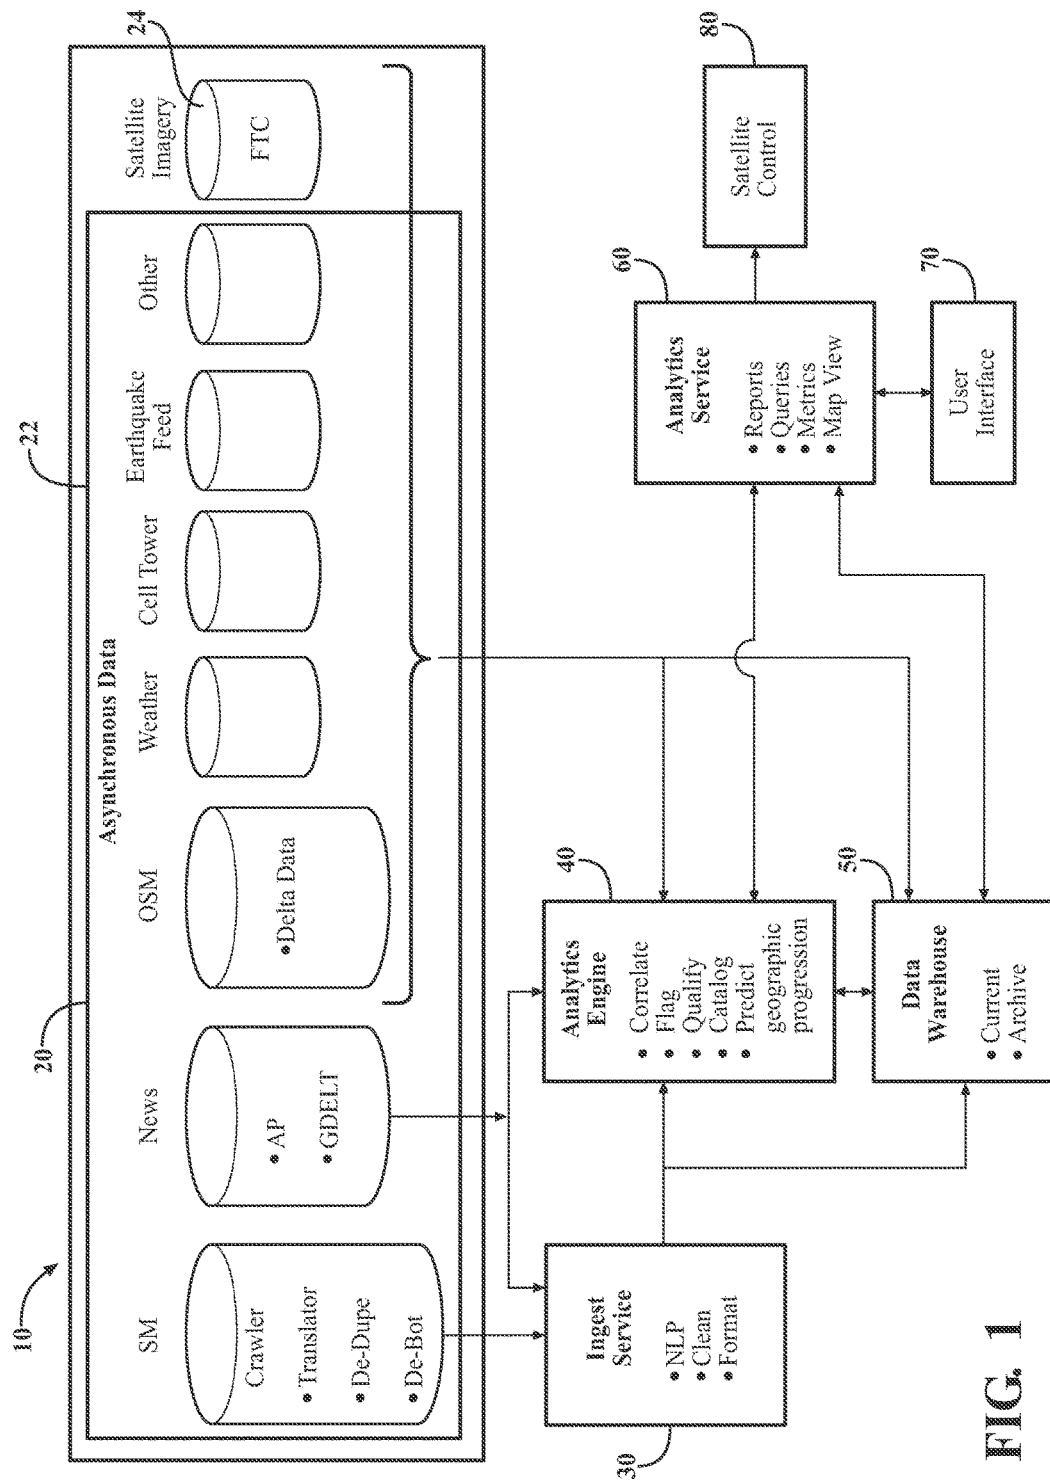 10
20
22
24
Asynchronous Data
SM
Crawler
• Translator
• De-Dupe
• De-Bot
News
• AP
• GDELT
OSM
• Delta Data
Weather
Cell Tower
Earthquake
Feed
Other
Satellite
Imagery
FTC
30
Ingest
Service
• NLP
• Clean
• Format
40
Analytics
Engine
• Correlate
• Flag
• Qualify
• Catalog
• Predict
geographic
progression
50
Data
Warehouse
• Current
• Archive
60
Analytics
Service
• Reports
• Queries
• Metrics
• Map View
70
User
Interface
80
Satellite
Control
FIG. 1